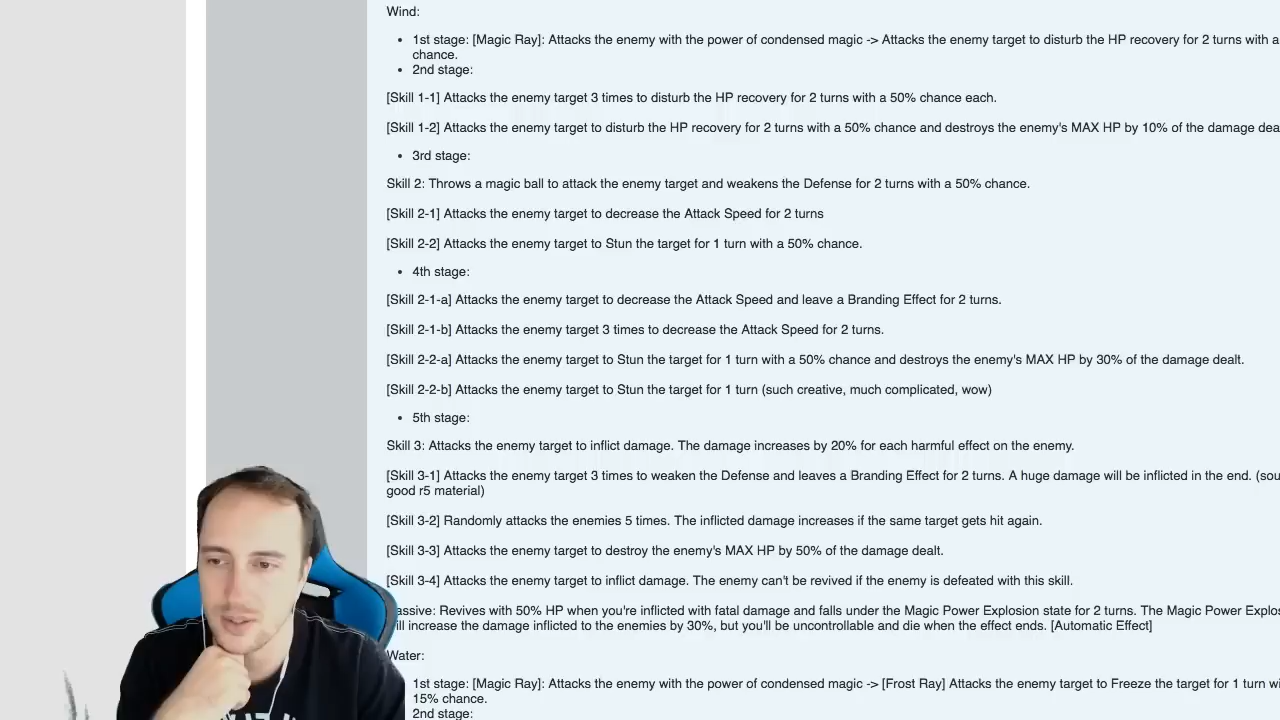 Wind:
• 1st stage: [Magic Ray]: Attacks the enemy with the power of condensed magic -> Attacks the enemy target to disturb the HP recovery for 2 turns with a
chance.
• 2nd stage:
[Skill 1-1] Attacks the enemy target 3 times to disturb the HP recovery for 2 turns with a 50% chance each.
[Skill 1-2] Attacks the enemy target to disturb the HP recovery for 2 turns with a 50% chance and destroys the enemy's MAX HP by 10% of the damage dea
• 3rd stage:
Skill 2: Throws a magic ball to attack the enemy target and weakens the Defense for 2 turns with a 50% chance.
[Skill 2-1] Attacks the enemy target to decrease the Attack Speed for 2 turns
[Skill 2-2] Attacks the enemy target to Stun the target for 1 turn with a 50% chance.
• 4th stage:
[Skill 2-1-a] Attacks the enemy target to decrease the Attack Speed and leave a Branding Effect for 2 turns.
[Skill 2-1-b] Attacks the enemy target 3 times to decrease the Attack Speed for 2 turns.
[Skill 2-2-a] Attacks the enemy target to Stun the target for 1 turn with a 50% chance and destroys the enemy's MAX HP by 30% of the damage dealt.
[Skill 2-2-b] Attacks the enemy target to Stun the target for 1 turn (such creative, much complicated, wow)
• 5th stage:
Skill 3: Attacks the enemy target to inflict damage. The damage increases by 20% for each harmful effect on the enemy.
[Skill 3-1] Attacks the enemy target 3 times to weaken the Defense and leaves a Branding Effect for 2 turns. A huge damage will be inflicted in the end. (sou
good r5 material)
[Skill 3-2] Randomly attacks the enemies 5 times. The inflicted damage increases if the same target gets hit again.
[Skill 3-3] Attacks the enemy target to destroy the enemy's MAX HP by 50% of the damage dealt.
[Skill 3-4] Attacks the enemy target to inflict damage. The enemy can't be revived if the enemy is defeated with this skill.
assive: Revives with 50% HP when you're inflicted with fatal damage and falls under the Magic Power Explosion state for 2 turns. The Magic Power Explos
ill increase the damage inflicted to the enemies by 30%, but you'll be uncontrollable and die when the effect ends. [Automatic Effect]
Water:
1st stage: [Magic Ray]: Attacks the enemy with the power of condensed magic -> [Frost Ray] Attacks the enemy target to Freeze the target for 1 turn wi
15% chance.
2nd stage: